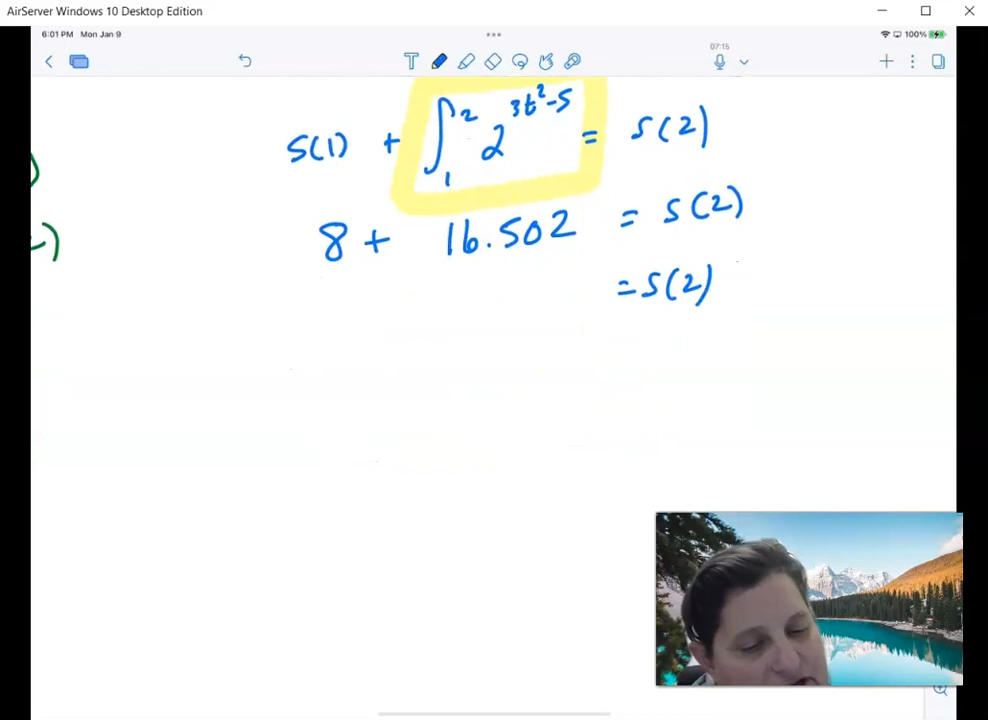 AirServer Windows 10 Desktop Edition
6:01 PM Mon Jan 9
100%
07:15
T
s(1) + ∫₁² 2^(3t²-5) = s(2)
8 + 16.502 = s(2)
= s(2)